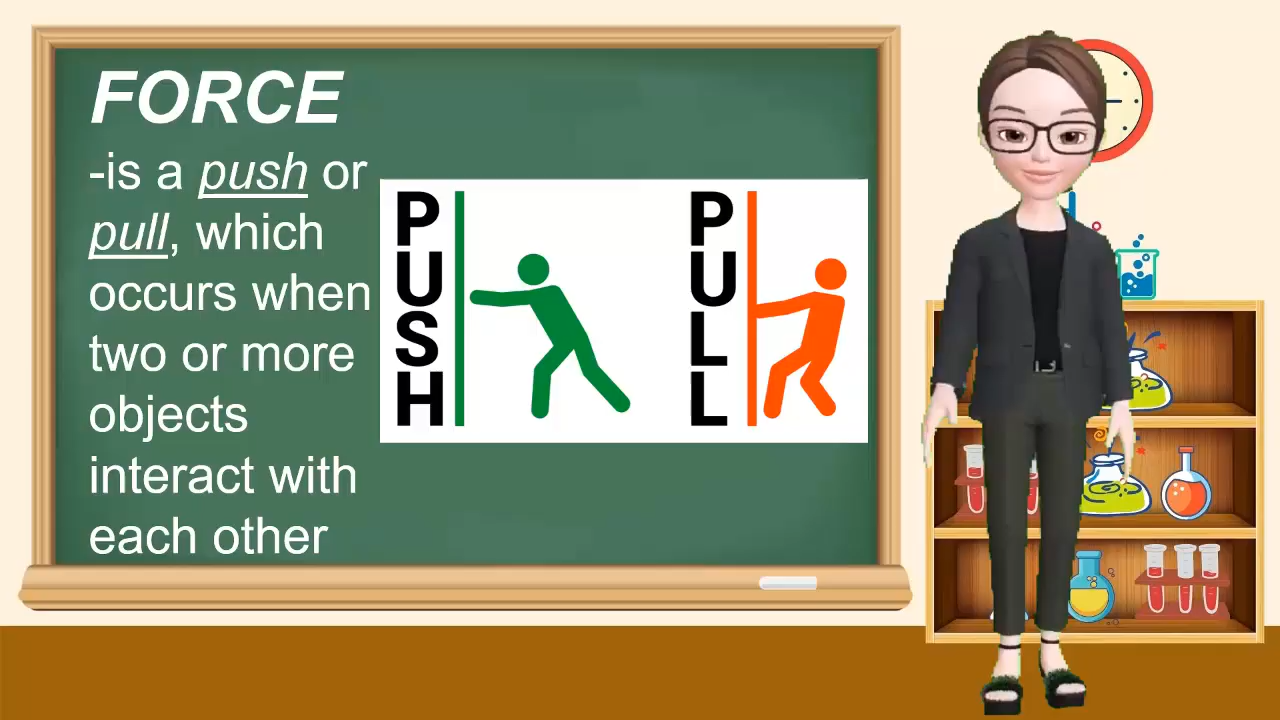 FORCE
-is a push or
pull, which
occurs when
two or more
objects
interact with
each other
PUSH
PULL